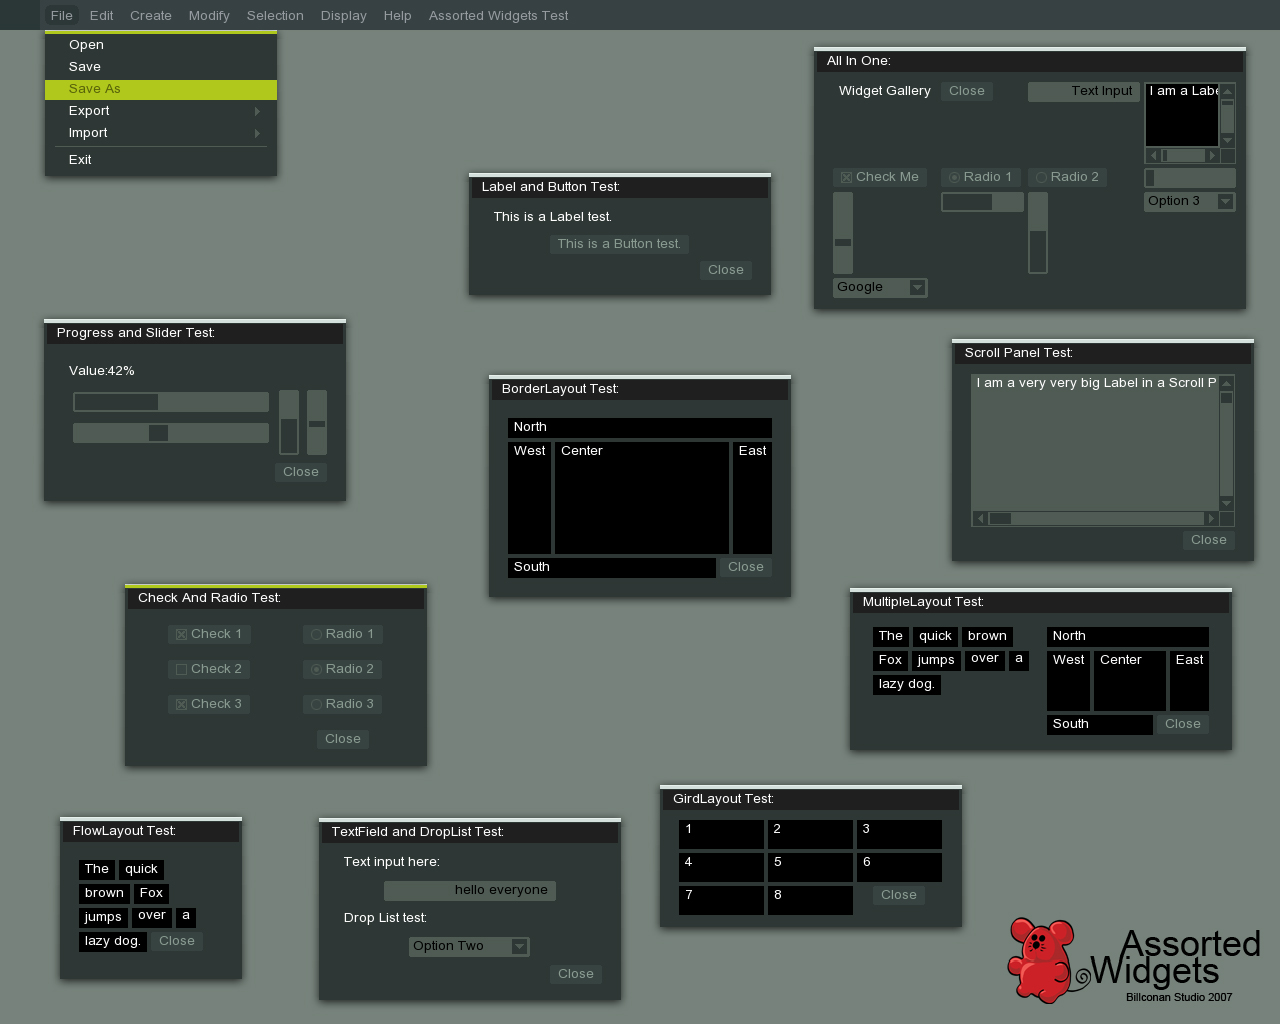 File Edit Create Modify Selection Display Help Assorted Widgets Test
Open
Save
Save As
Export
Import
Exit
All In One:
Widget Gallery Close Text Input I am a Labe
Check Me Radio 1 Radio 2
Option 3
Google
Label and Button Test:
This is a Label test.
This is a Button test.
Close
Progress and Slider Test:
Value:42%
Close
BorderLayout Test:
North
West Center East
South Close
Scroll Panel Test:
I am a very very big Label in a Scroll P
Close
Check And Radio Test:
Check 1 Radio 1
Check 2 Radio 2
Check 3 Radio 3
Close
MultipleLayout Test:
The quick brown
Fox jumps over a
lazy dog.
North
West Center East
South Close
FlowLayout Test:
The quick
brown Fox
jumps over a
lazy dog. Close
TextField and DropList Test:
Text input here:
hello everyone
Drop List test:
Option Two
Close
GirdLayout Test:
1 2 3
4 5 6
7 8 Close
Assorted
Widgets
Billconan Studio 2007